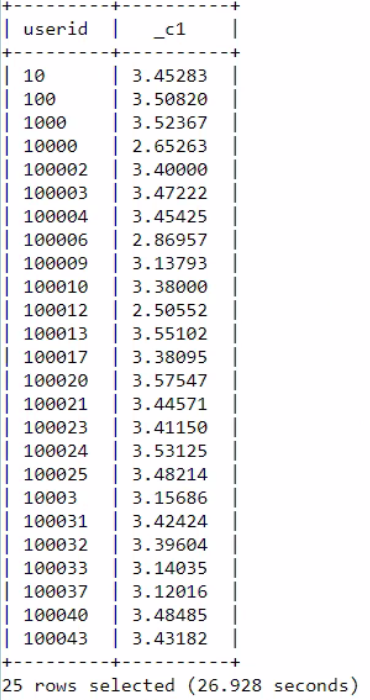 +---------+----------+
| userid  |   _c1    |
+---------+----------+
| 10      | 3.45283  |
| 100     | 3.50820  |
| 1000    | 3.52367  |
| 10000   | 2.65263  |
| 100002  | 3.40000  |
| 100003  | 3.47222  |
| 100004  | 3.45425  |
| 100006  | 2.86957  |
| 100009  | 3.13793  |
| 100010  | 3.38000  |
| 100012  | 2.50552  |
| 100013  | 3.55102  |
| 100017  | 3.38095  |
| 100020  | 3.57547  |
| 100021  | 3.44571  |
| 100023  | 3.41150  |
| 100024  | 3.53125  |
| 100025  | 3.48214  |
| 10003   | 3.15686  |
| 100031  | 3.42424  |
| 100032  | 3.39604  |
| 100033  | 3.14035  |
| 100037  | 3.12016  |
| 100040  | 3.48485  |
| 100043  | 3.43182  |
+---------+----------+
25 rows selected (26.928 seconds)